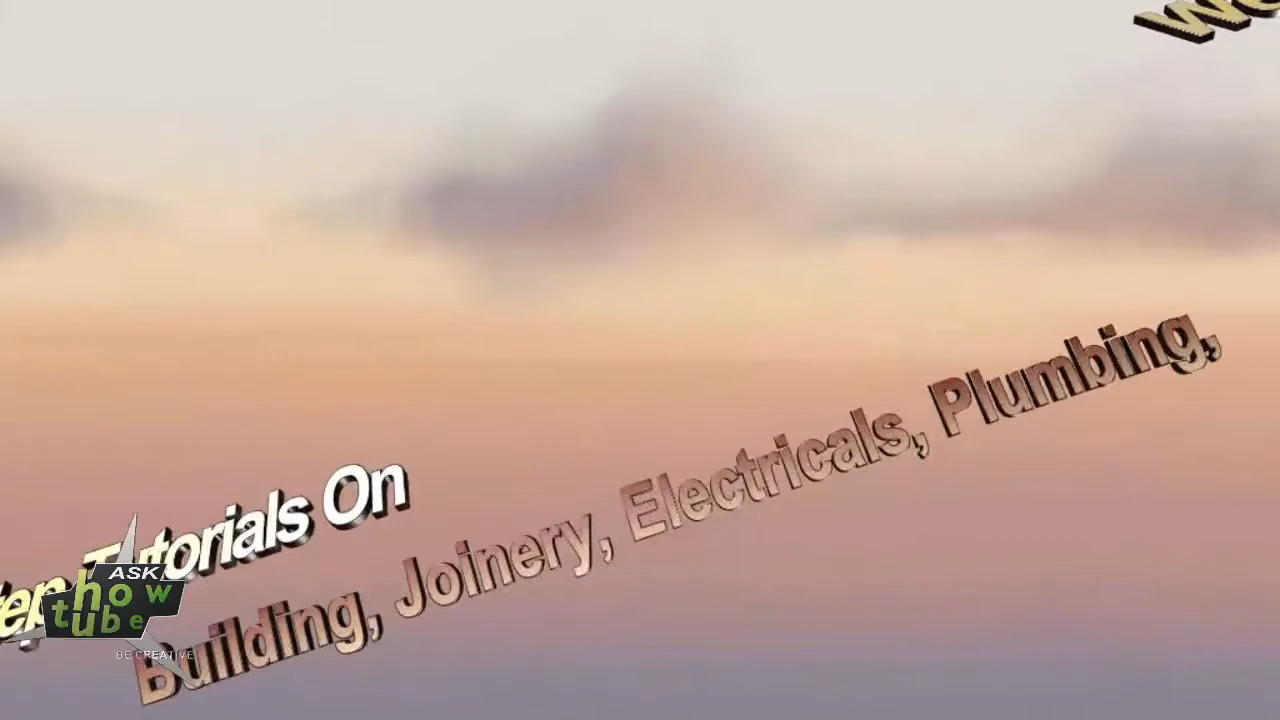 Tutorials On
Building, Joinery, Electricals, Plumbing,
ASK
how
tube
BE CREATIVE